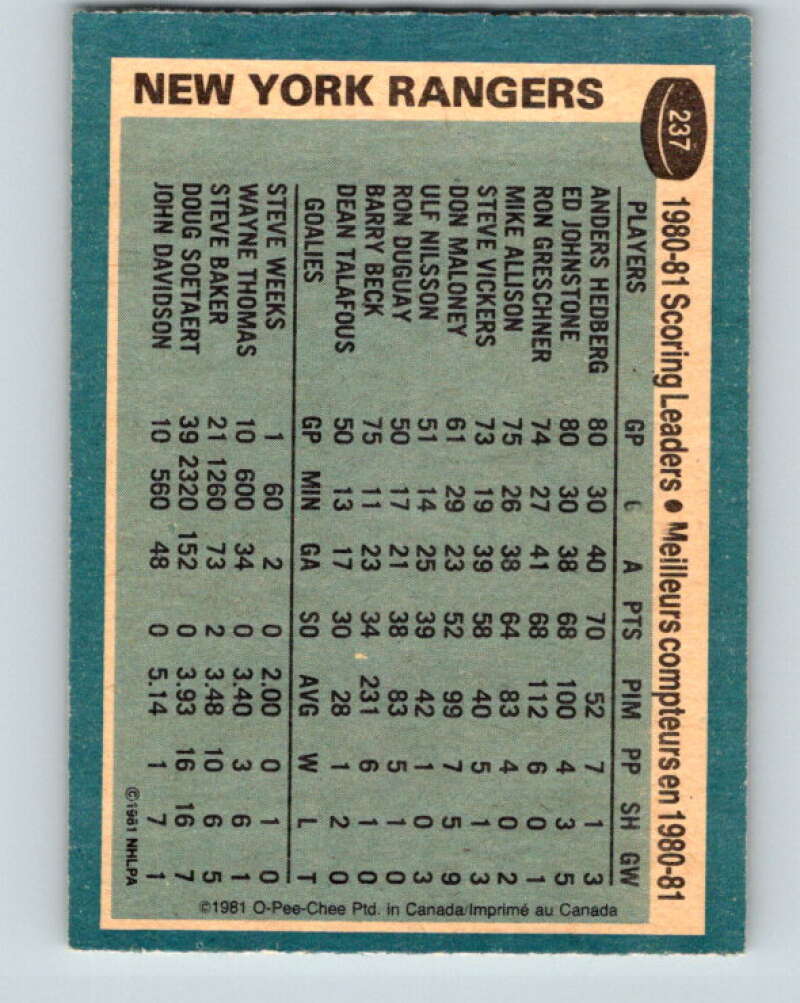 NEW YORK RANGERS
237
1980-81 Scoring Leaders • Meilleurs compteurs en 1980-81
PLAYERS GP G A PTS PIM PP SH GW
ANDERS HEDBERG 80 30 40 70 52 7 1 3
ED JOHNSTONE 80 30 38 68 100 4 3 5
RON GRESCHNER 74 27 41 68 112 6 0 1
MIKE ALLISON 75 26 38 64 83 4 0 2
STEVE VICKERS 73 19 39 58 40 5 1 3
DON MALONEY 61 29 23 52 99 7 5 9
ULF NILSSON 51 14 25 39 42 1 0 3
RON DUGUAY 50 17 21 38 83 5 1 0
BARRY BECK 75 11 23 34 231 6 1 0
DEAN TALAFOUS 50 13 17 30 28 1 2 0
GOALIES GP MIN GA SO AVG W L T
STEVE WEEKS 1 60 2 0 2.00 0 1 0
WAYNE THOMAS 10 600 34 0 3.40 3 6 1
STEVE BAKER 21 1260 73 2 3.48 10 6 5
DOUG SOETAERT 39 2320 152 0 3.93 16 16 7
JOHN DAVIDSON 10 560 48 0 5.14 1 7 1
©1981 NHLPA
©1981 O-Pee-Chee Ptd. in Canada/Imprimé au Canada